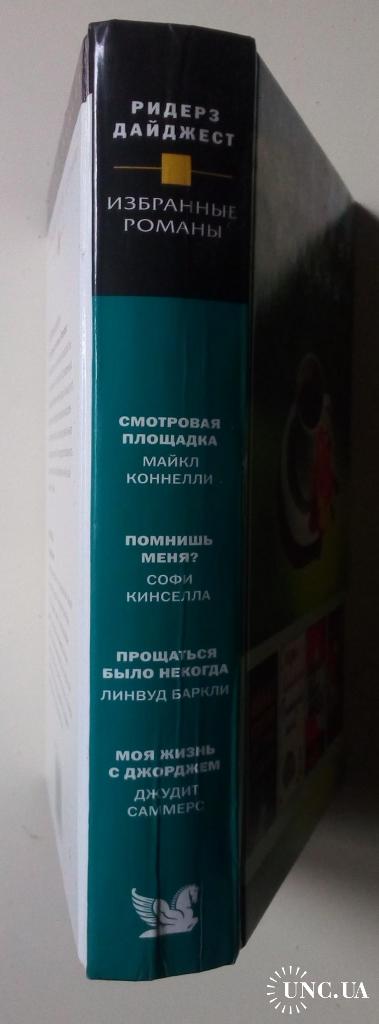 РИДЕРЗ
ДАЙДЖЕСТ
ИЗБРАННЫЕ
РОМАНЫ
СМОТРОВАЯ
ПЛОЩАДКА
МАЙКЛ
КОННЕЛЛИ
ПОМНИШЬ
МЕНЯ?
СОФИ
КИНСЕЛЛА
ПРОЩАТЬСЯ
БЫЛО НЕКОГДА
ЛИНВУД БАРКЛИ
МОЯ ЖИЗНЬ
С ДЖОРДЖЕМ
ДЖУДИТ
САММЕРС
UNC.UA